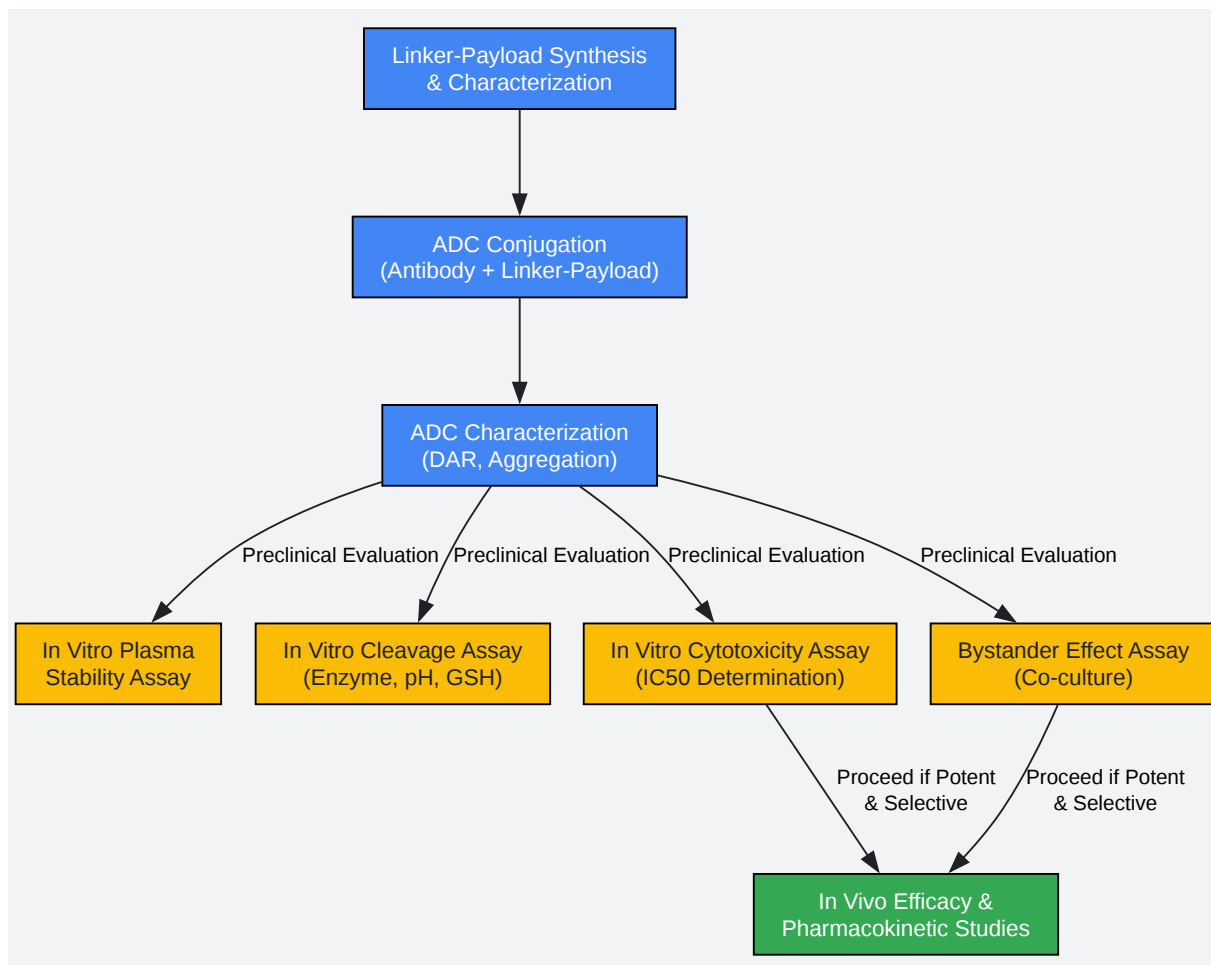 Linker-Payload Synthesis
& Characterization
ADC Conjugation
(Antibody + Linker-Payload)
ADC Characterization
(DAR, Aggregation)
Preclinical Evaluation
Preclinical Evaluation
Preclinical Evaluation
Preclinical Evaluation
In Vitro Plasma
Stability Assay
In Vitro Cleavage Assay
(Enzyme, pH, GSH)
In Vitro Cytotoxicity Assay
(IC50 Determination)
Bystander Effect Assay
(Co-culture)
Proceed if Potent
& Selective
Proceed if Potent
& Selective
In Vivo Efficacy &
Pharmacokinetic Studies